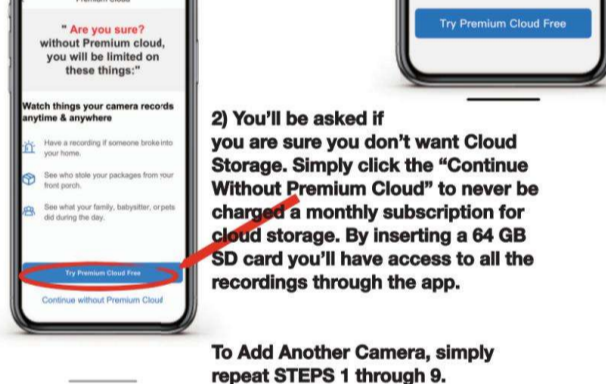 Premium Cloud
" Are you sure?
without Premium cloud,
you will be limited on
these things:"
Watch things your camera records
anytime & anywhere
Have a recording if someone broke into
your home.
See who stole your packages from your
front porch.
See what your family, babysitter, or pets
did during the day.
Try Premium Cloud Free
Continue without Premium Cloud
Try Premium Cloud Free
2) You'll be asked if
you are sure you don't want Cloud
Storage. Simply click the “Continue
Without Premium Cloud” to never be
charged a monthly subscription for
cloud storage. By inserting a 64 GB
SD card you'll have access to all the
recordings through the app.
To Add Another Camera, simply
repeat STEPS 1 through 9.